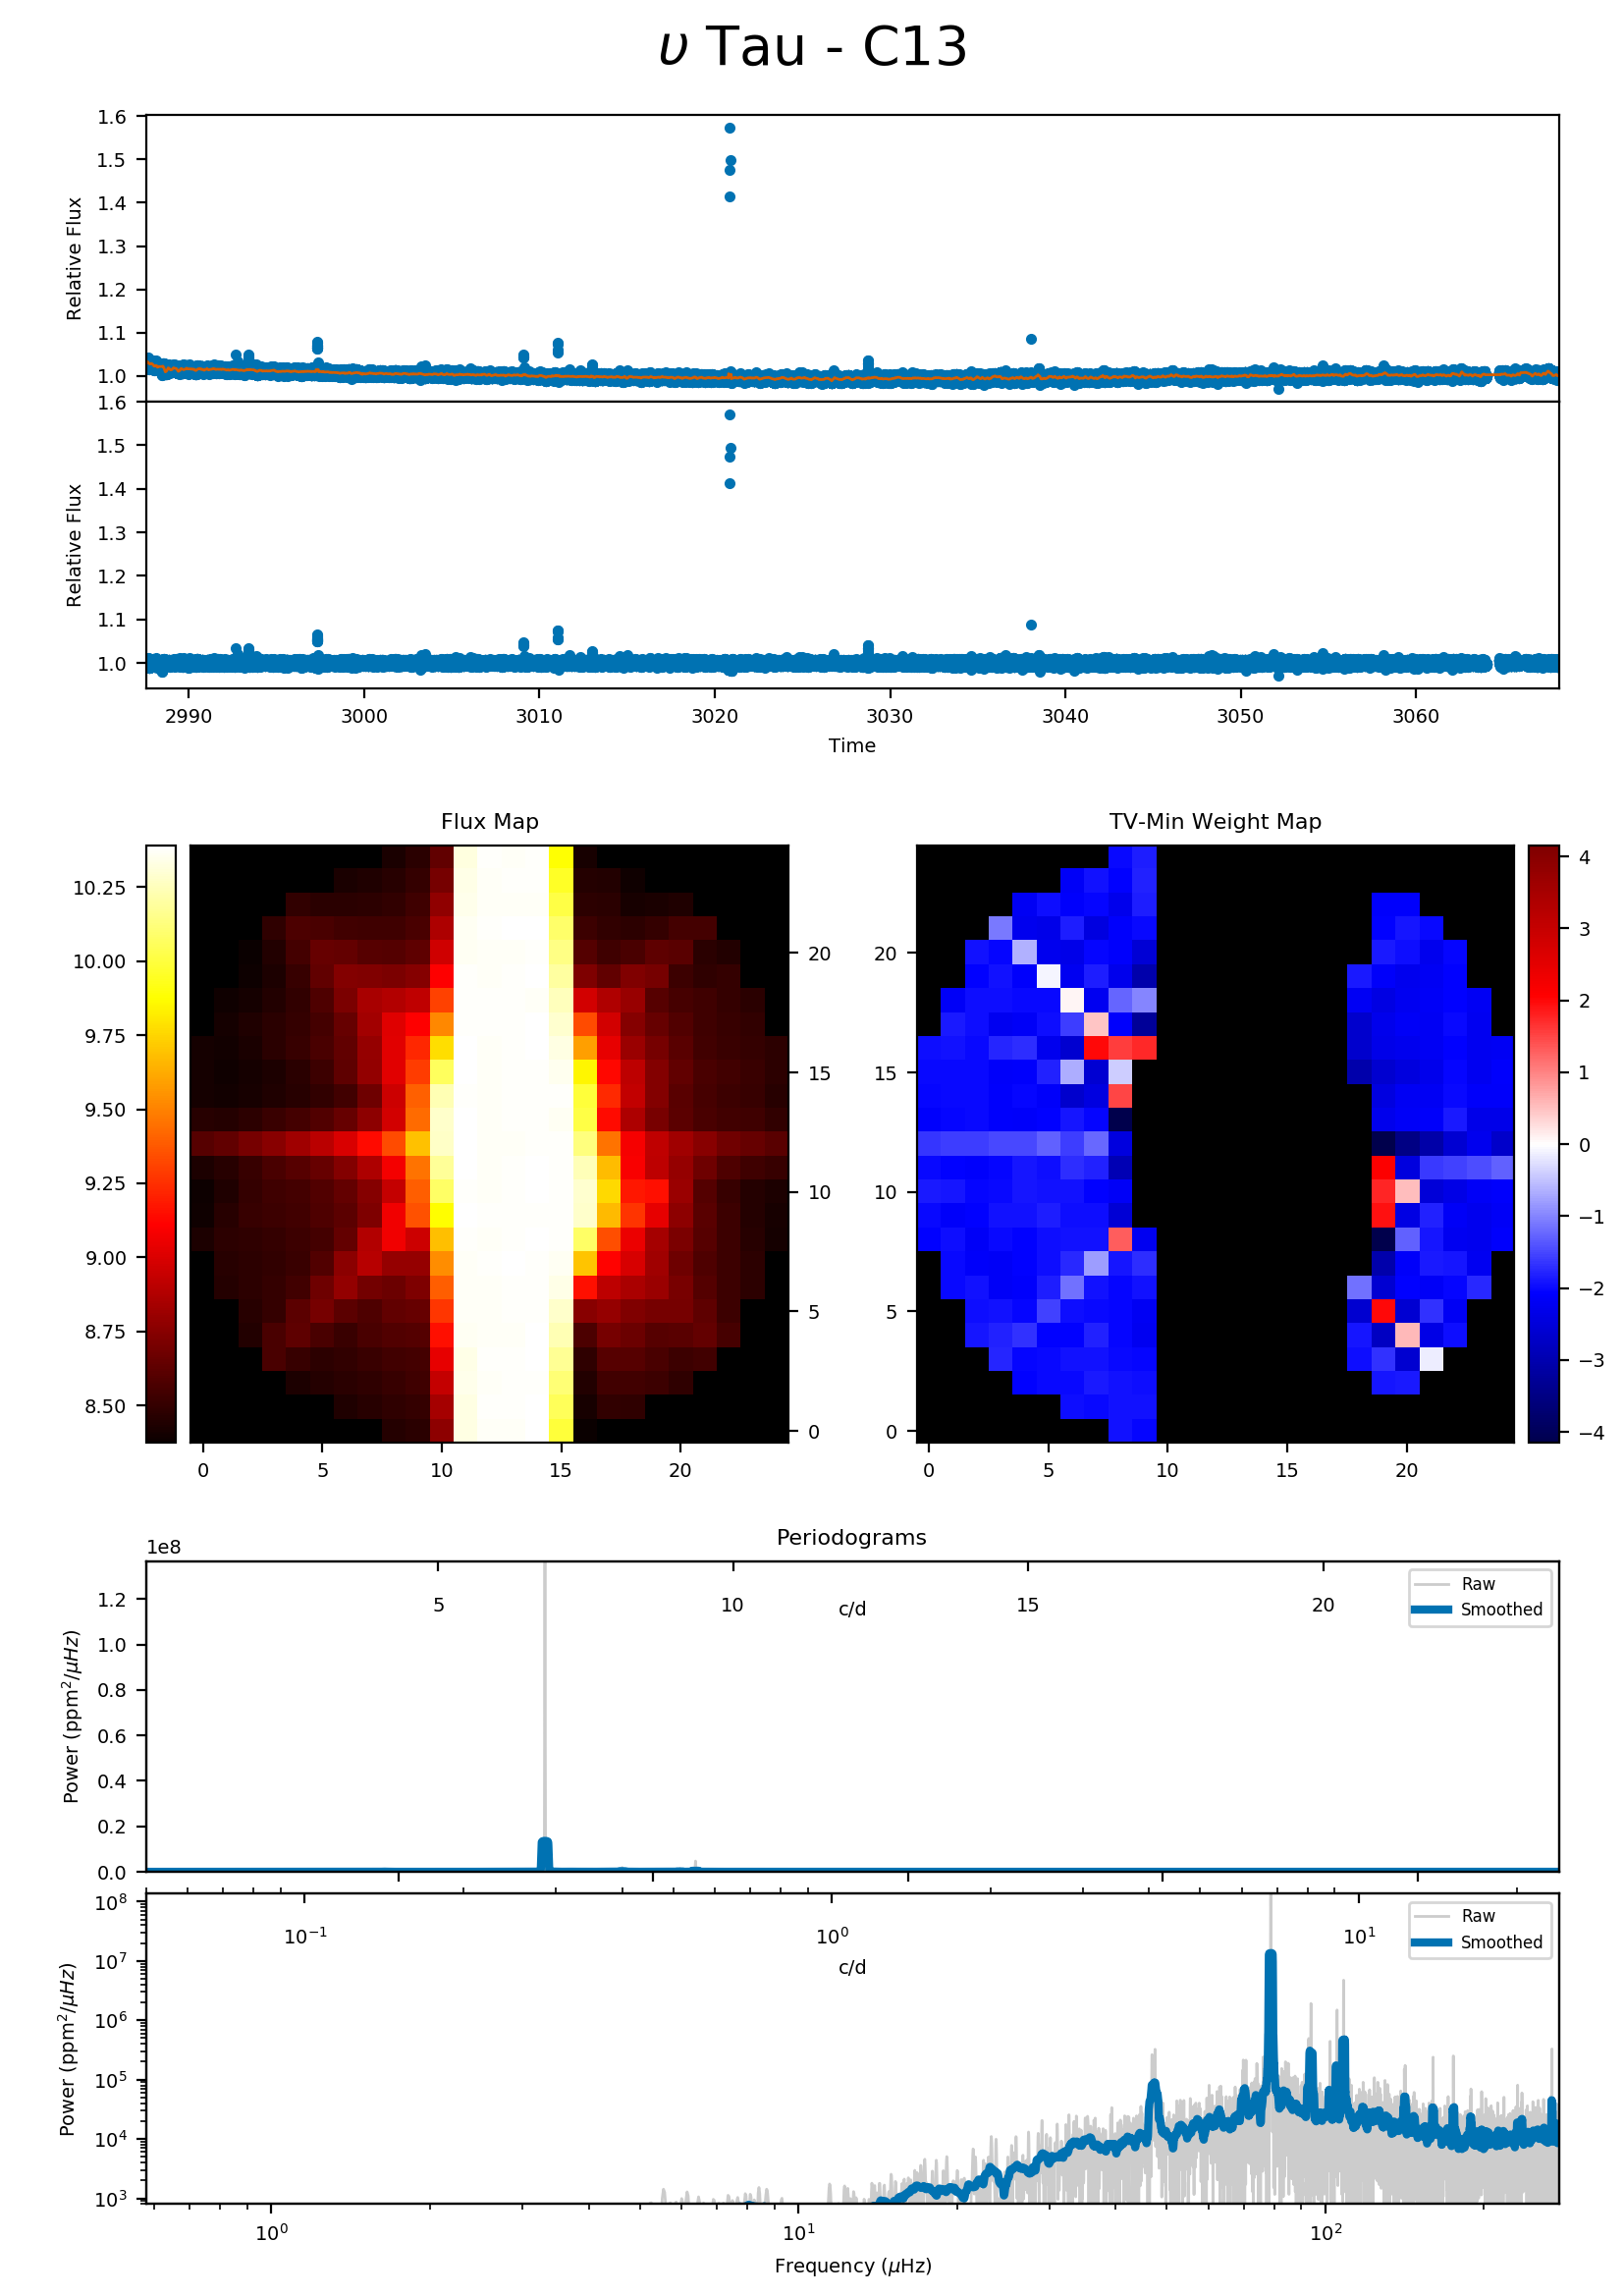 υ Tau - C13
1.6
1.5
1.4
1.3
1.2
1.1
1.0
Relative Flux
1.6
1.5
1.4
1.3
1.2
1.1
1.0
Relative Flux
2990 3000 3010 3020 3030 3040 3050 3060
Time
Flux Map
10.25
10.00
9.75
9.50
9.25
9.00
8.75
8.50
20
15
10
5
0
0 5 10 15 20
TV-Min Weight Map
20
15
10
5
0
0 5 10 15 20
4
3
2
1
0
−1
−2
−3
−4
Periodograms
1e8
1.2
1.0
0.8
0.6
0.4
0.2
0.0
Power (ppm²/μHz)
5 10 15 20
c/d
Raw
Smoothed
10⁸
10⁷
10⁶
10⁵
10⁴
10³
Power (ppm²/μHz)
10⁻¹ 10⁰ 10¹
c/d
Raw
Smoothed
10⁰ 10¹ 10²
Frequency (μHz)